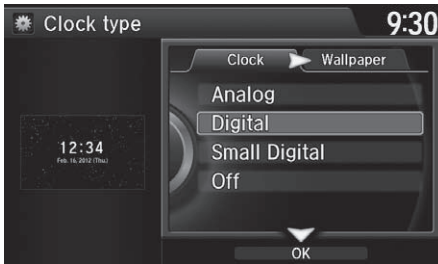 Clock type
9:30
Clock
Wallpaper
Analog
Digital
Small Digital
Off
12:34
Feb. 16, 2012 (Thu.)
OK